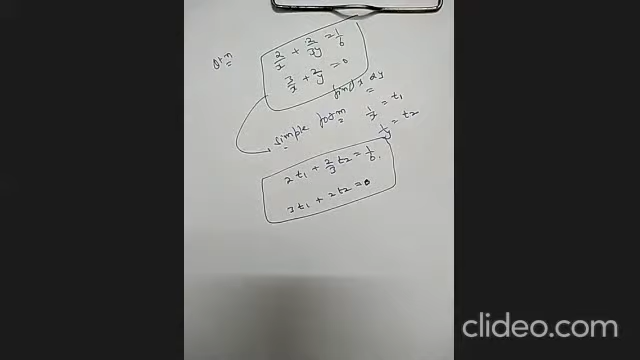 2/x + 2/3y = 1/6
3/x + 2/y = 0
find x & y
simple form
1/x = t1
1/y = t2
2t1 + 2/3 t2 = 1/6.
3t1 + 2t2 = 0
clideo.com